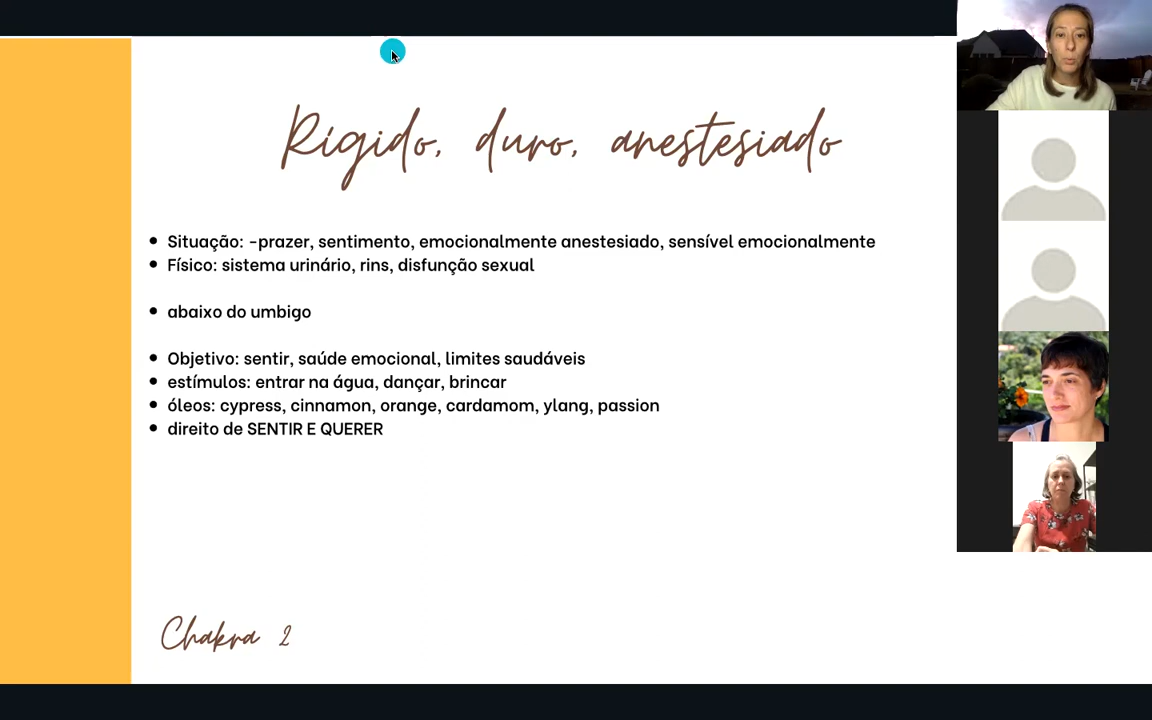 Rígido, duro, anestesiado
Situação: -prazer, sentimento, emocionalmente anestesiado, sensível emocionalmente
Físico: sistema urinário, rins, disfunção sexual
abaixo do umbigo
Objetivo: sentir, saúde emocional, limites saudáveis
estímulos: entrar na água, dançar, brincar
óleos: cypress, cinnamon, orange, cardamom, ylang, passion
direito de SENTIR E QUERER
Chakra 2